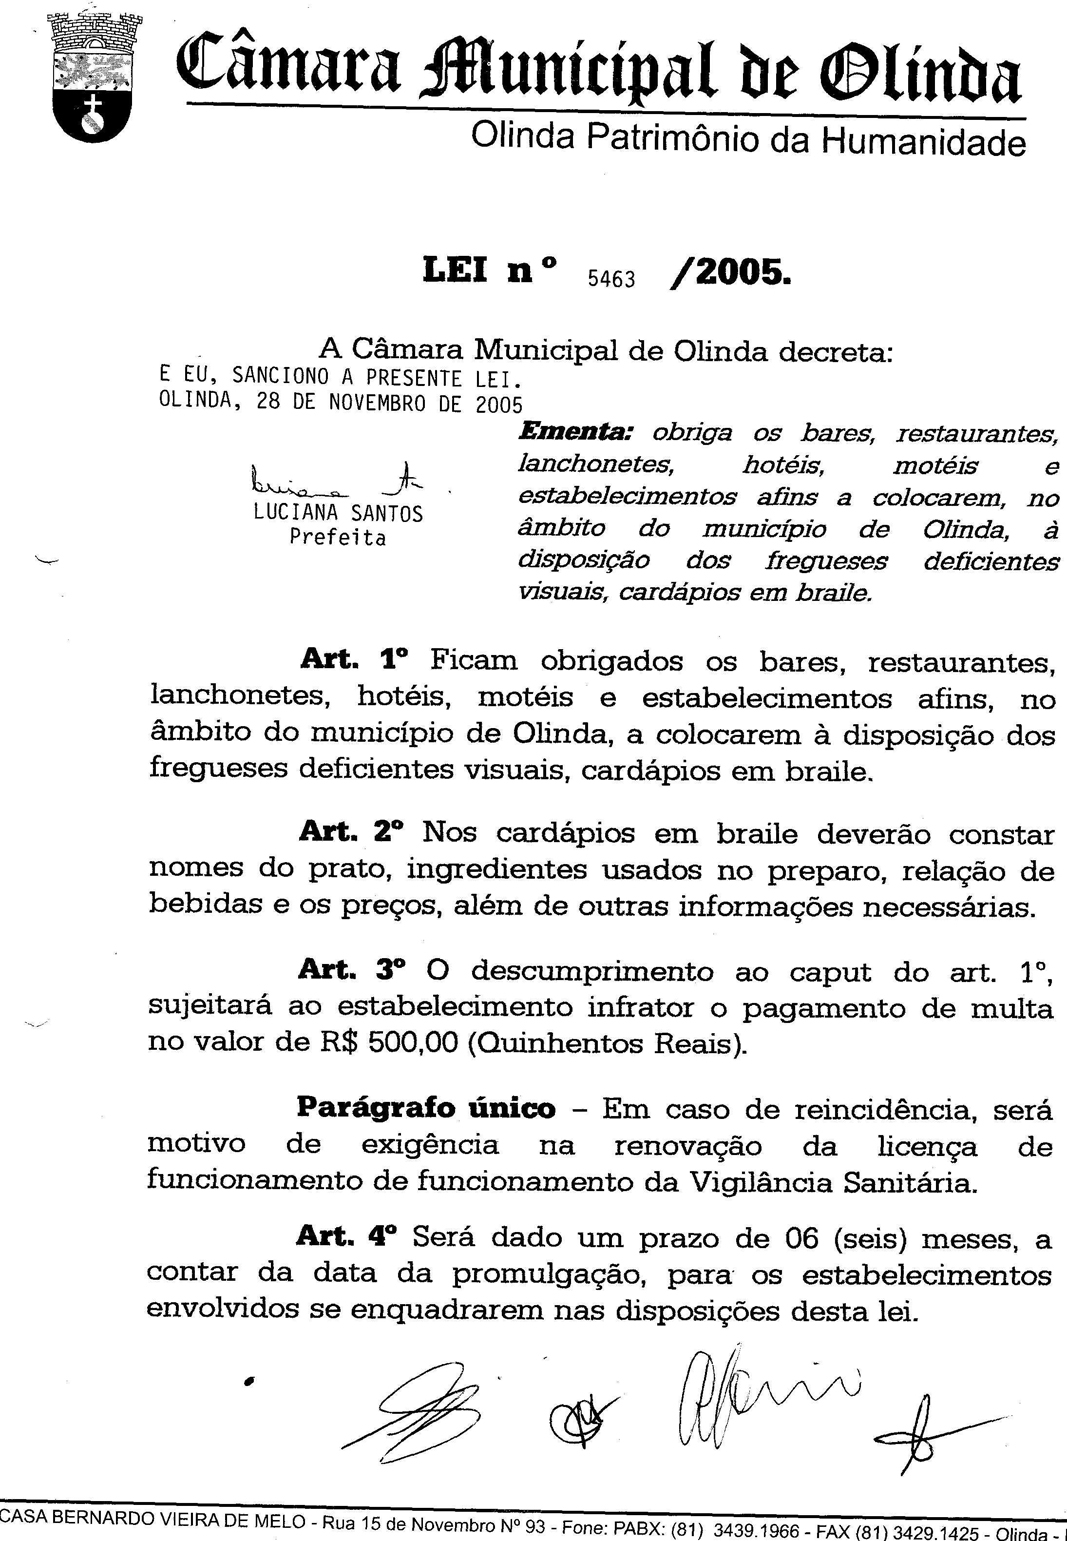 Câmara Municipal de Olinda
Olinda Patrimônio da Humanidade
LEI nº 5463 /2005.
A Câmara Municipal de Olinda decreta:
E EU, SANCIONO A PRESENTE LEI.
OLINDA, 28 DE NOVEMBRO DE 2005
LUCIANA SANTOS
Prefeita
Ementa: obriga os bares, restaurantes,
lanchonetes, hotéis, motéis e
estabelecimentos afins a colocarem, no
âmbito do município de Olinda, à
disposição dos fregueses deficientes
visuais, cardápios em braile.
Art. 1º Ficam obrigados os bares, restaurantes,
lanchonetes, hotéis, motéis e estabelecimentos afins, no
âmbito do município de Olinda, a colocarem à disposição dos
fregueses deficientes visuais, cardápios em braile.
Art. 2º Nos cardápios em braile deverão constar
nomes do prato, ingredientes usados no preparo, relação de
bebidas e os preços, além de outras informações necessárias.
Art. 3º O descumprimento ao caput do art. 1º,
sujeitará ao estabelecimento infrator o pagamento de multa
no valor de R$ 500,00 (Quinhentos Reais).
Parágrafo único – Em caso de reincidência, será
motivo de exigência na renovação da licença de
funcionamento de funcionamento da Vigilância Sanitária.
Art. 4º Será dado um prazo de 06 (seis) meses, a
contar da data da promulgação, para os estabelecimentos
envolvidos se enquadrarem nas disposições desta lei.
CASA BERNARDO VIEIRA DE MELO - Rua 15 de Novembro Nº 93 - Fone: PABX: (81) 3439.1966 - FAX (81) 3429.1425 - Olinda -